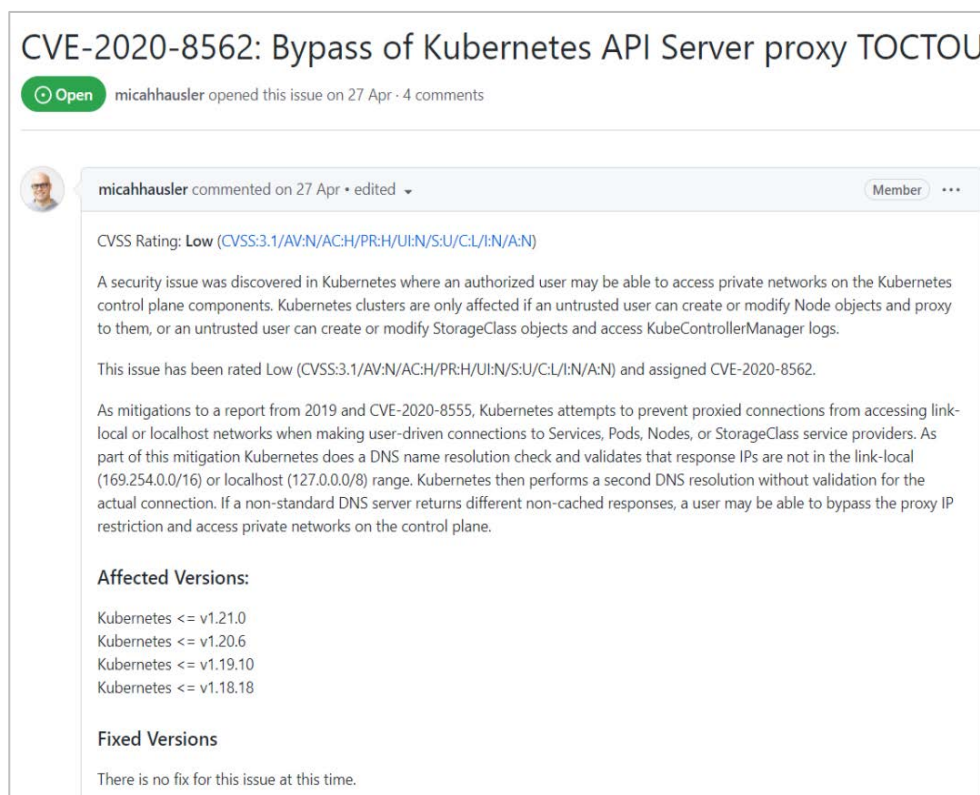 CVE-2020-8562: Bypass of Kubernetes API Server proxy TOCTOU
Open micahhausler opened this issue on 27 Apr · 4 comments
micahhausler commented on 27 Apr • edited Member ...
CVSS Rating: Low (CVSS:3.1/AV:N/AC:H/PR:H/UI:N/S:U/C:L/I:N/A:N)
A security issue was discovered in Kubernetes where an authorized user may be able to access private networks on the Kubernetes
control plane components. Kubernetes clusters are only affected if an untrusted user can create or modify Node objects and proxy
to them, or an untrusted user can create or modify StorageClass objects and access KubeControllerManager logs.
This issue has been rated Low (CVSS:3.1/AV:N/AC:H/PR:H/UI:N/S:U/C:L/I:N/A:N) and assigned CVE-2020-8562.
As mitigations to a report from 2019 and CVE-2020-8555, Kubernetes attempts to prevent proxied connections from accessing link-
local or localhost networks when making user-driven connections to Services, Pods, Nodes, or StorageClass service providers. As
part of this mitigation Kubernetes does a DNS name resolution check and validates that response IPs are not in the link-local
(169.254.0.0/16) or localhost (127.0.0.0/8) range. Kubernetes then performs a second DNS resolution without validation for the
actual connection. If a non-standard DNS server returns different non-cached responses, a user may be able to bypass the proxy IP
restriction and access private networks on the control plane.
Affected Versions:
Kubernetes <= v1.21.0
Kubernetes <= v1.20.6
Kubernetes <= v1.19.10
Kubernetes <= v1.18.18
Fixed Versions
There is no fix for this issue at this time.